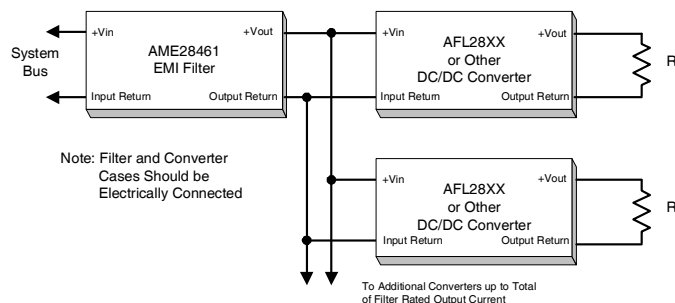 System
Bus
+Vin
+Vout
AME28461
EMI Filter
Input Return
Output Return
+Vin
+Vout
AFL28XX
or Other
DC/DC Converter
Input Return
Output Return
R
Note: Filter and Converter
Cases Should be
Electrically Connected
+Vin
+Vout
AFL28XX
or Other
DC/DC Converter
Input Return
Output Return
R
To Additional Converters up to Total
of Filter Rated Output Current